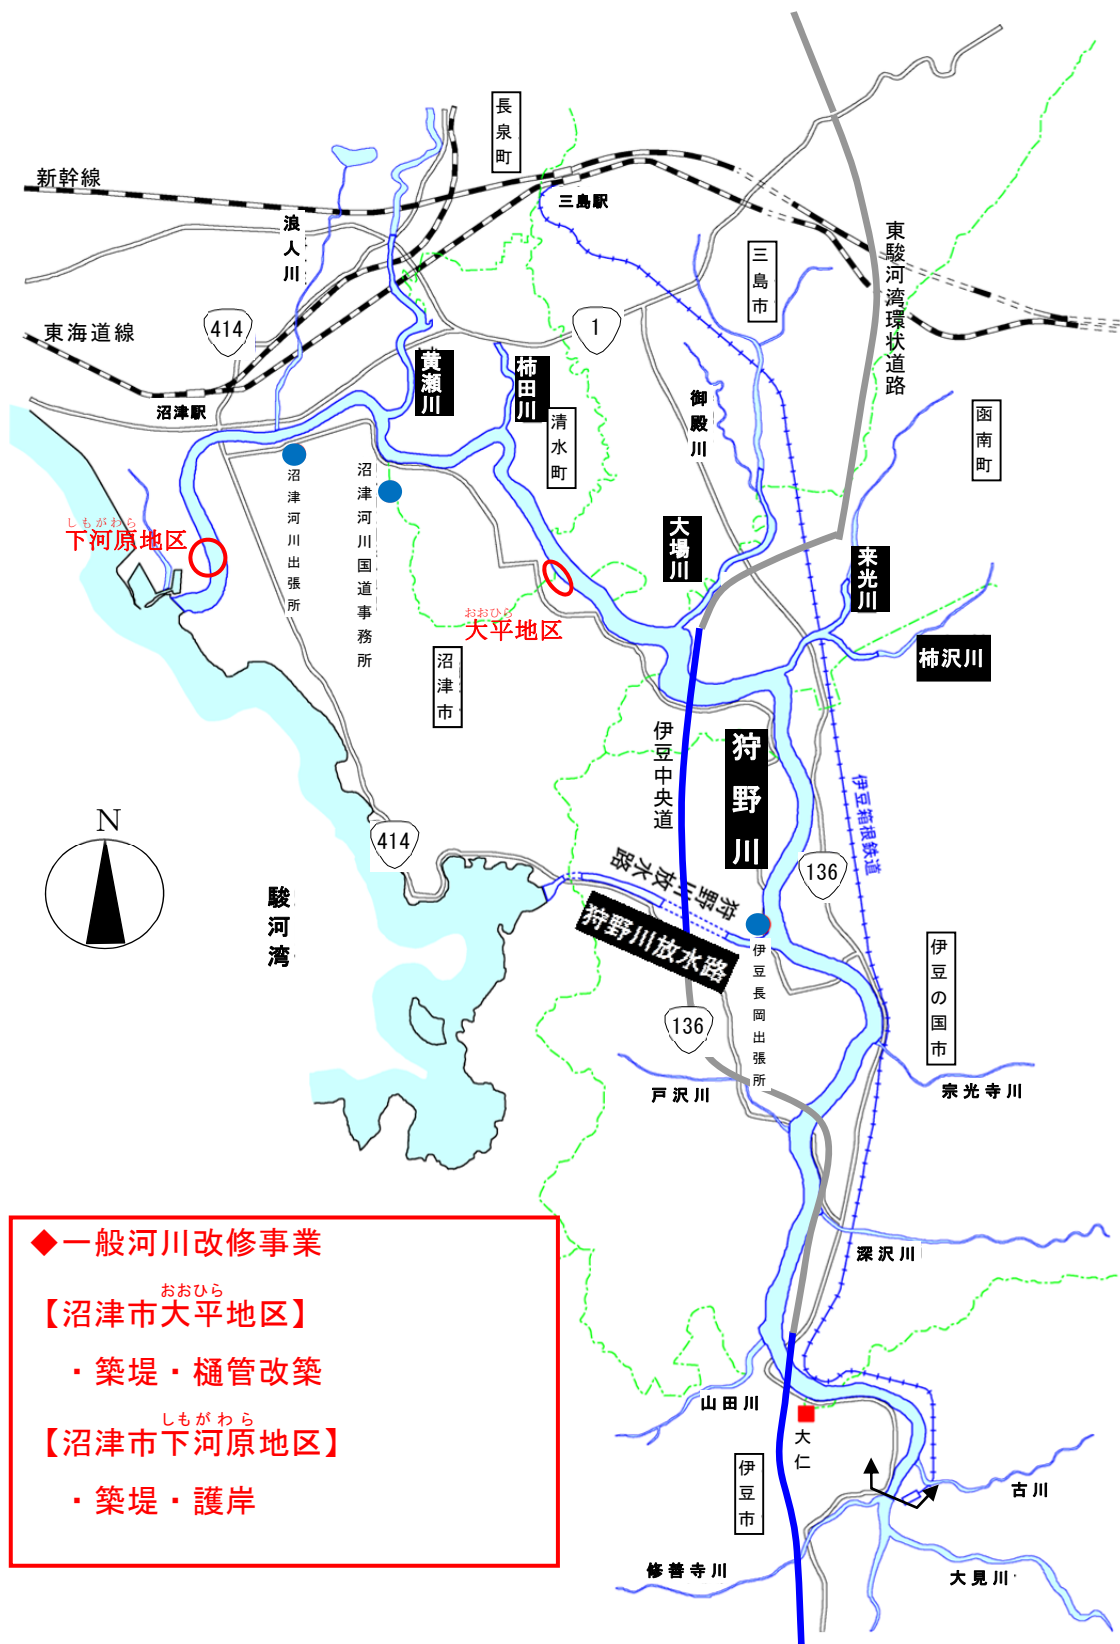 長泉町
新幹線
三島駅
浪人川
東駿河湾環状道路
三島市
414
1
東海道線
黄瀬川
柿田川
沼津駅
御殿川
函南町
清水町
沼津河川出張所
沼津河川国道事務所
しもがわら
下河原地区
大場川
来光川
おおひら
大平地区
柿沢川
沼津市
伊豆中央道
狩野川
伊豆箱根鉄道
N
414
136
狩野川放水路
駿河湾
狩野川放水路
伊豆長岡出張所
伊豆の国市
136
戸沢川
宗光寺川
深沢川
◆一般河川改修事業
おおひら
【沼津市大平地区】
・築堤・樋管改築
しもがわら
【沼津市下河原地区】
・築堤・護岸
山田川
大仁
伊豆市
古川
修善寺川
大見川